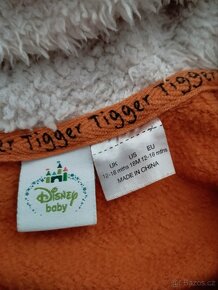 Tigger Tigger Tigger Tigger
Disney
baby
UK US EU
12-18 mths 18M 12-18 mths
MADE IN CHINA
Bazos.cz